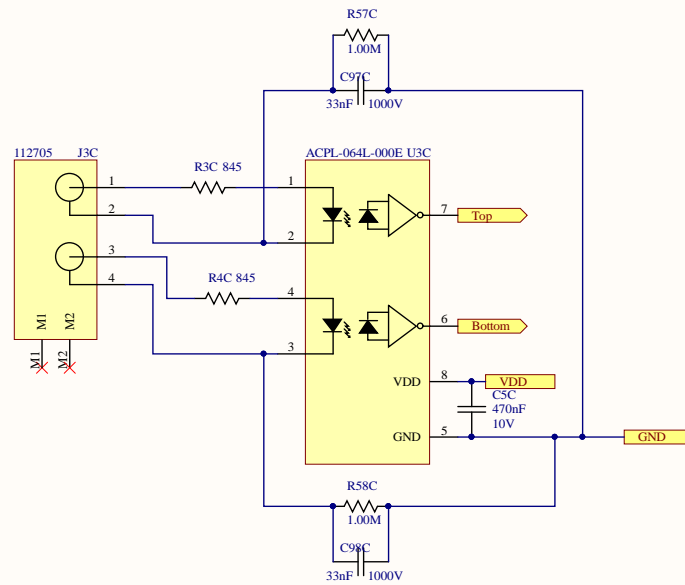 R57C
1.00M
C97C
33nF 1000V
112705 J3C
ACPL-064L-000E U3C
1
R3C 845
1
2
2
7
Top
3
4
R4C 845
4
3
6
Bottom
M1
M2
M1
M2
VDD
8
VDD
C5C
470nF
10V
GND
5
GND
R58C
1.00M
C98C
33nF 1000V